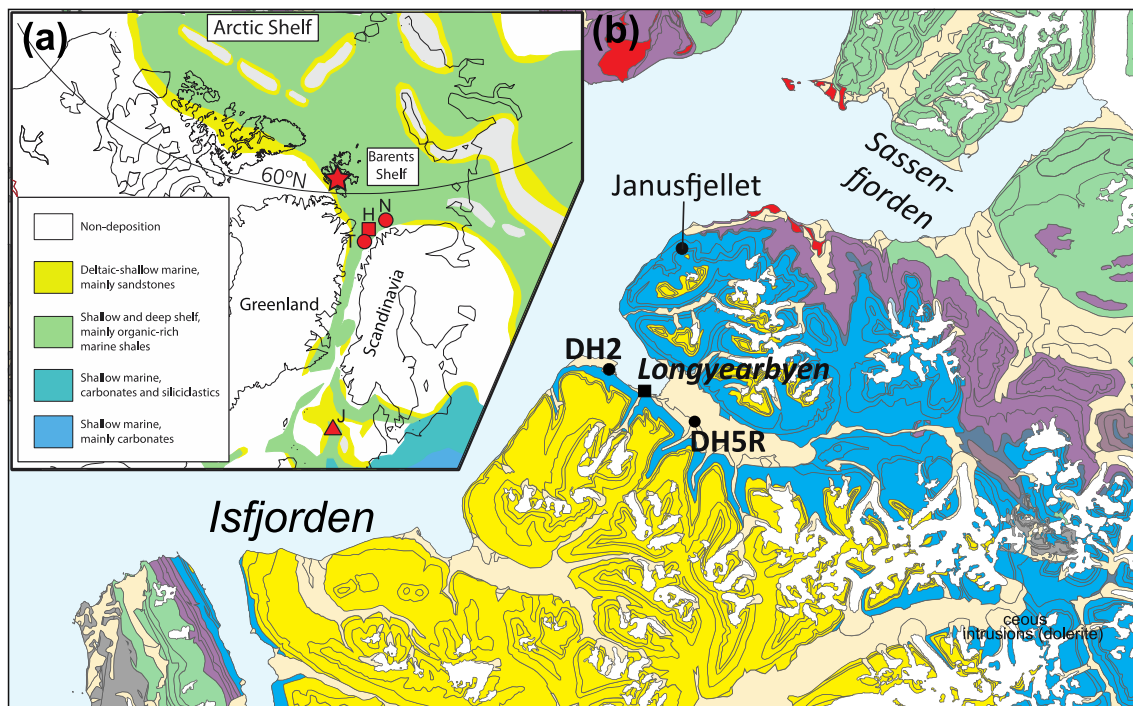 (a)
Arctic Shelf
Barents
Shelf
60ºN
N
H
T
Greenland
Scandinavia
J
Non-deposition
Deltaic-shallow marine,
mainly sandstones
Shallow and deep shelf,
mainly organic-rich
marine shales
Shallow marine,
carbonates and siliciclastics
Shallow marine,
mainly carbonates
(b)
Sassen-
fjorden
Janusfjellet
DH2
Longyearbyen
DH5R
Isfjorden
ceous
intrusions (dolerite)